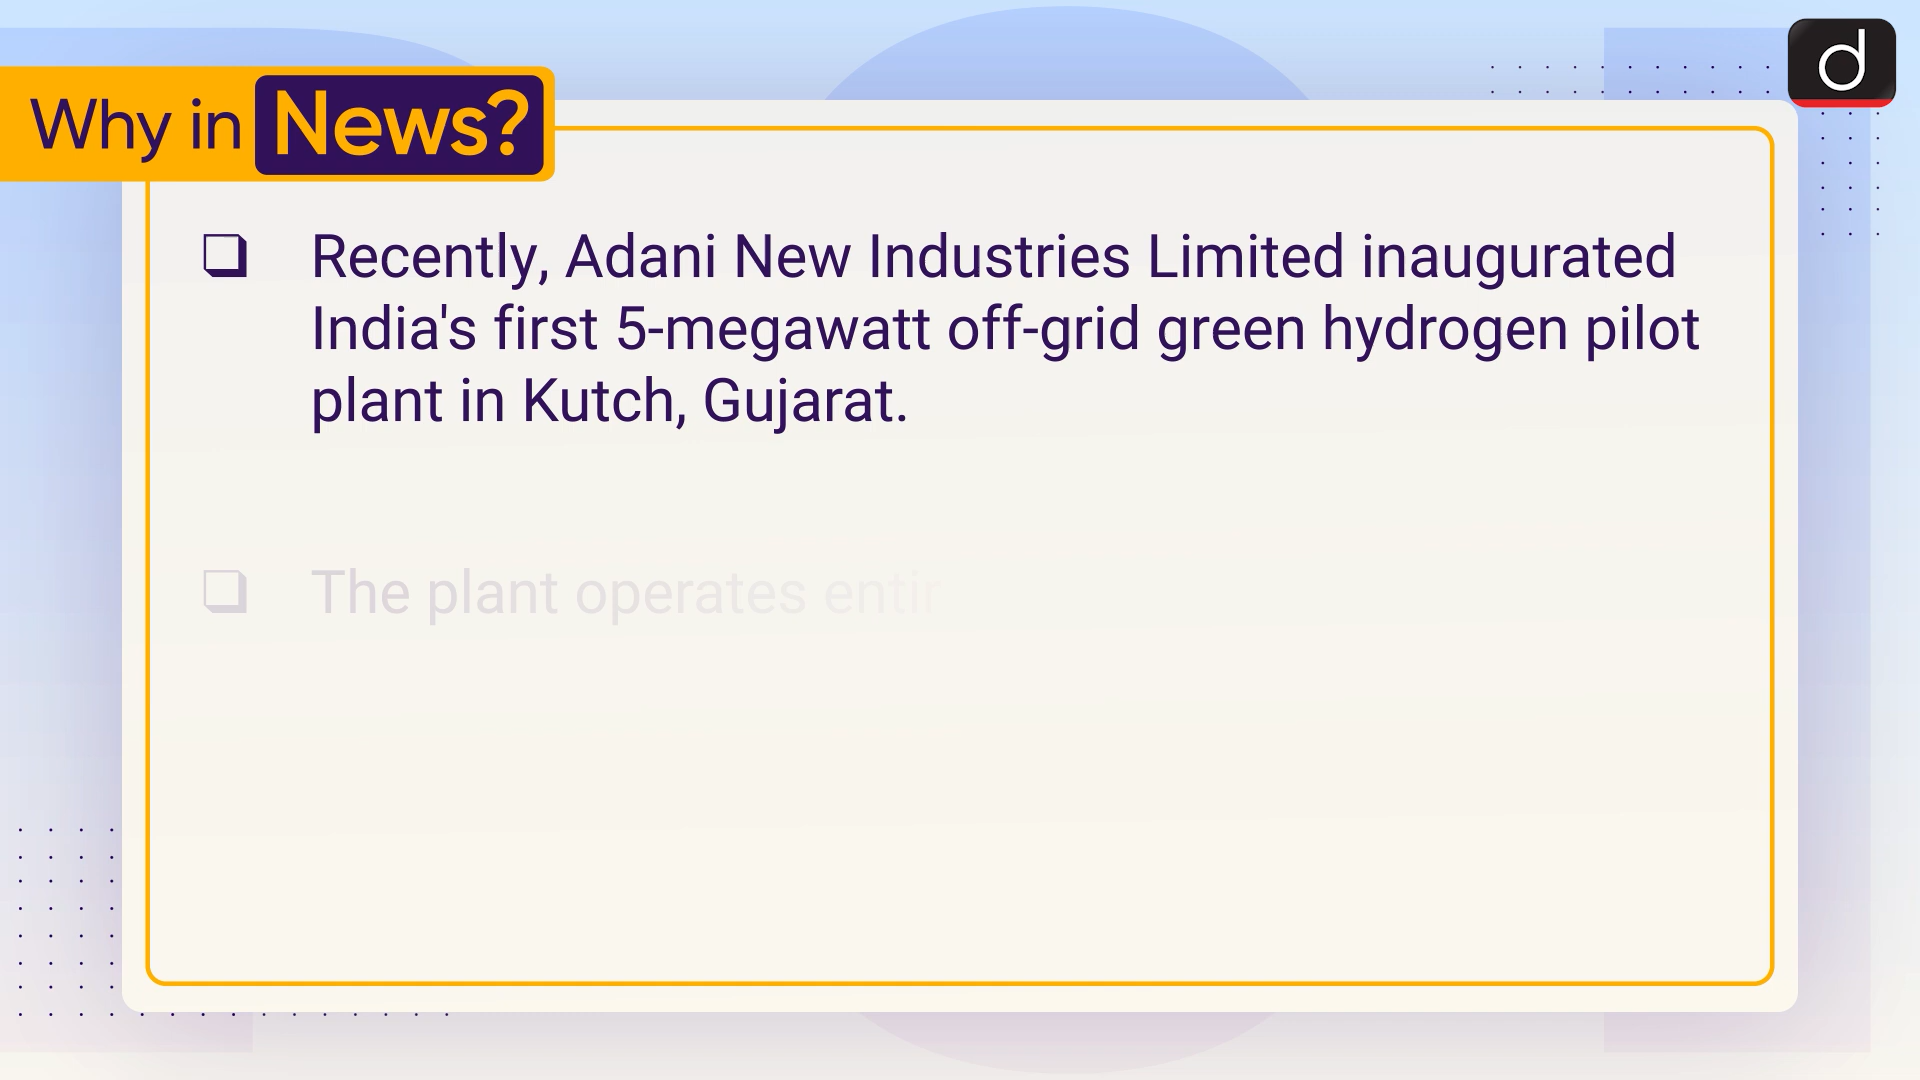 Why in News?
❑ Recently, Adani New Industries Limited inaugurated
India's first 5-megawatt off-grid green hydrogen pilot
plant in Kutch, Gujarat.
❑ The plant operates
d